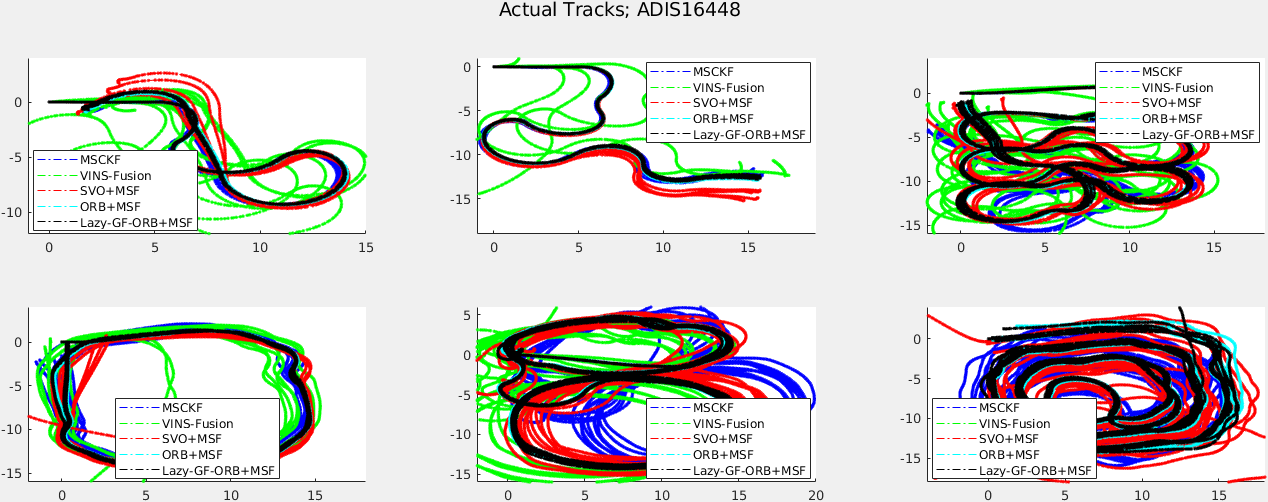 Actual Tracks; ADIS16448
0
-5
-10
0
5
10
15
MSCKF
VINS-Fusion
SVO+MSF
ORB+MSF
Lazy-GF-ORB+MSF
0
-5
-10
-15
0
5
10
15
MSCKF
VINS-Fusion
SVO+MSF
ORB+MSF
Lazy-GF-ORB+MSF
0
-5
-10
-15
0
5
10
15
MSCKF
VINS-Fusion
SVO+MSF
ORB+MSF
Lazy-GF-ORB+MSF
0
-5
-10
-15
0
5
10
15
MSCKF
VINS-Fusion
SVO+MSF
ORB+MSF
Lazy-GF-ORB+MSF
5
0
-5
-10
-15
0
5
10
15
20
MSCKF
VINS-Fusion
SVO+MSF
ORB+MSF
Lazy-GF-ORB+MSF
0
-5
-10
-15
0
5
10
15
MSCKF
VINS-Fusion
SVO+MSF
ORB+MSF
Lazy-GF-ORB+MSF